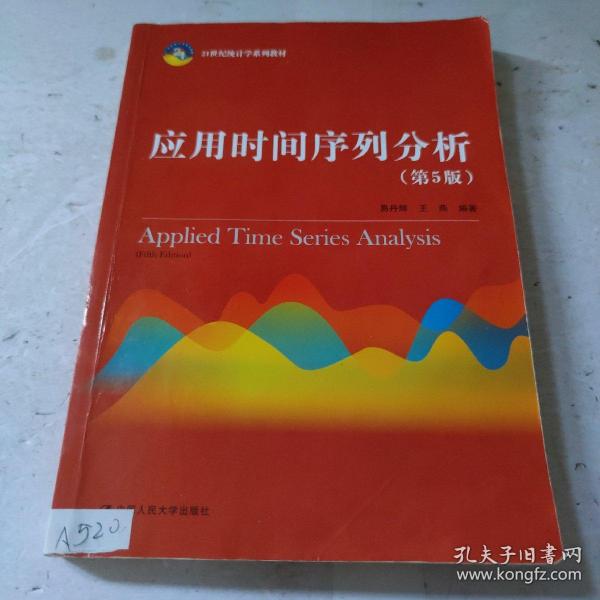 21世纪统计学系列教材
应用时间序列分析
（第5版）
易丹辉 王燕 编著
Applied Time Series Analysis
(Fifth Edition)
中国人民大学出版社
A520
孔夫子旧书网
www.kongfz.com